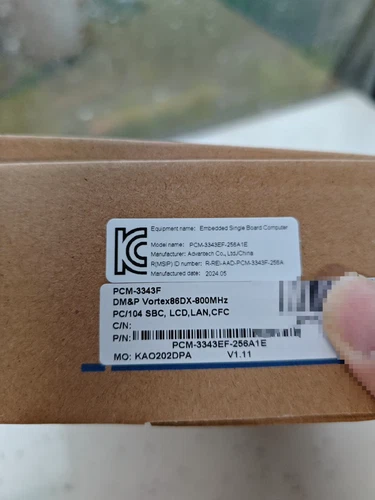 KC
Equipment name: Embedded Single Board Computer
Model name: PCM-3343EF-256A1E
Manufacturer: Advantech Co., Ltd/China
R(MSIP) ID number: R-REI-AAD-PCM-3343F-256A
Manufactured date: 2024.05
PCM-3343F
DM&P Vortex86DX-800MHz
PC/104 SBC, LCD,LAN,CFC
C/N:
P/N:
PCM-3343EF-256A1E
MO: KAO202DPA V1.11